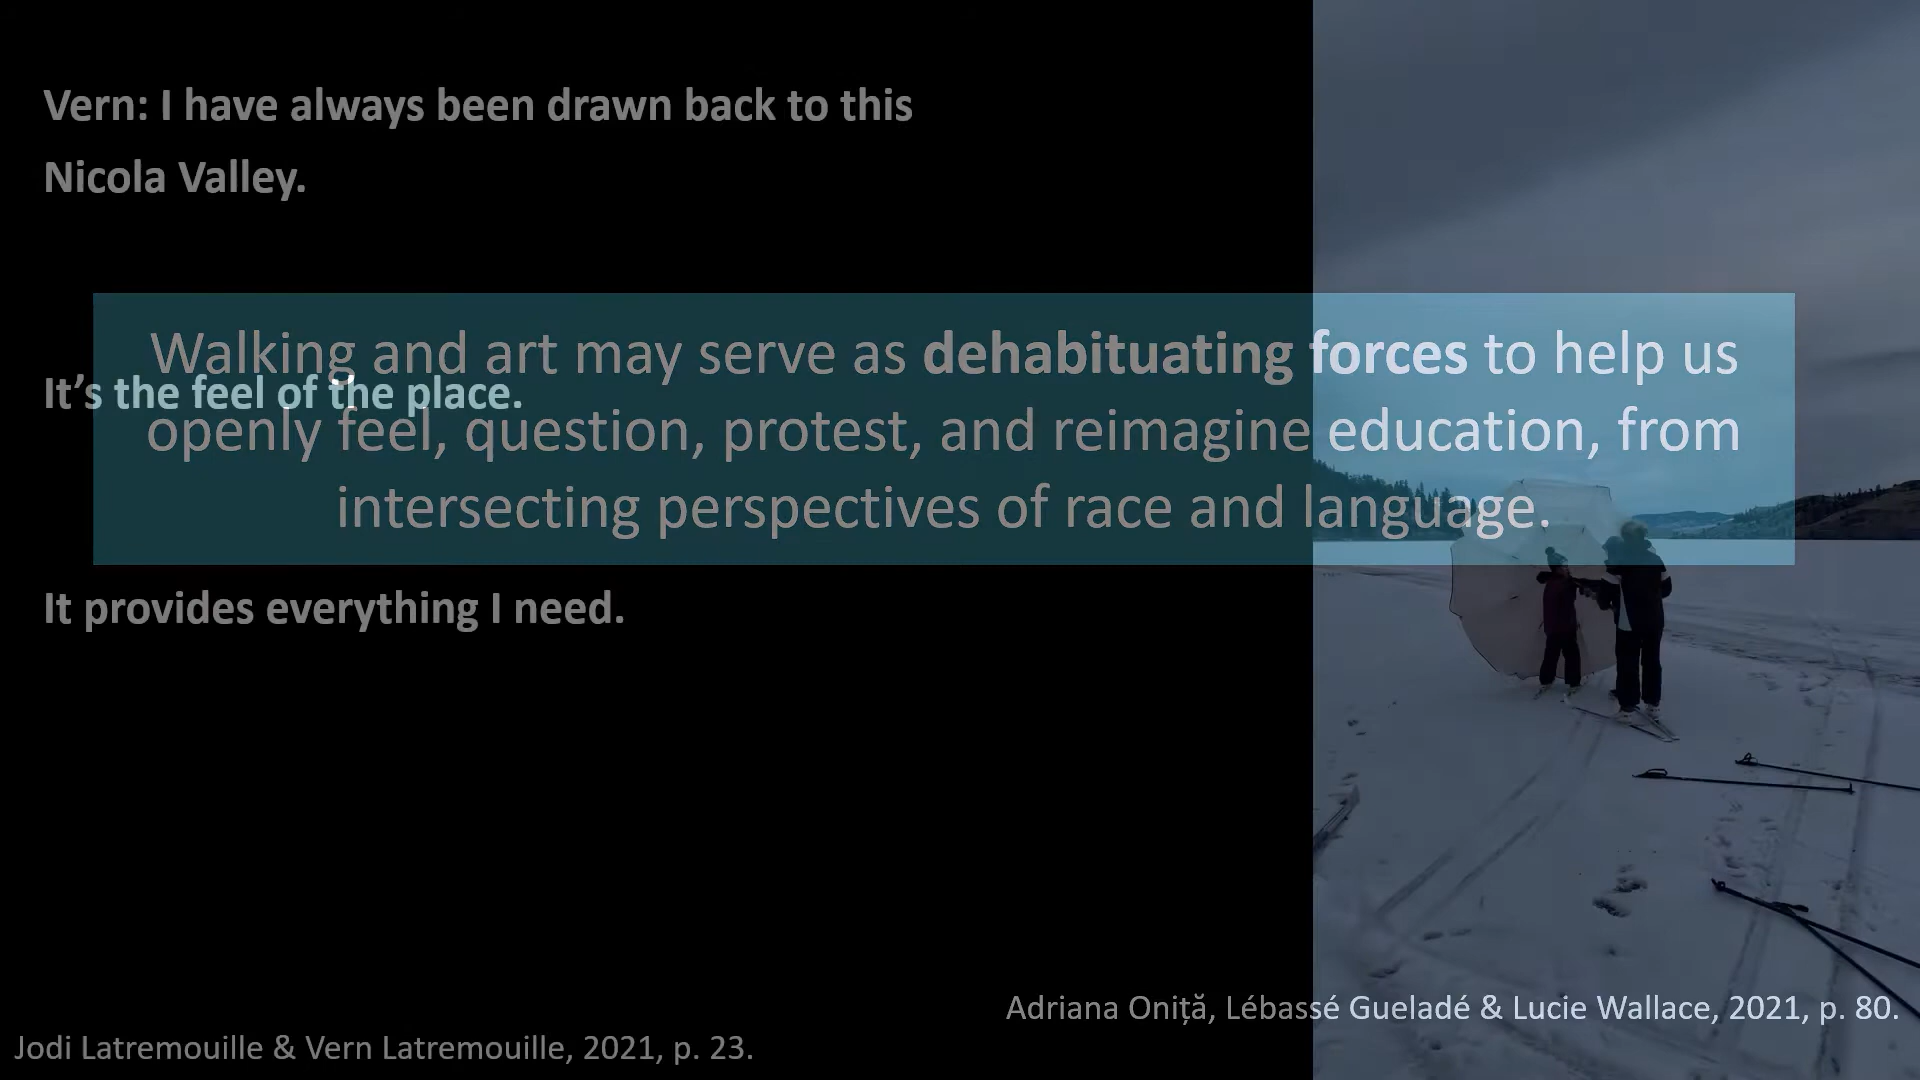 Vern: I have always been drawn back to this
Nicola Valley.
It’s the feel of the place.
It provides everything I need.
Walking and art may serve as dehabituating forces to help us
openly feel, question, protest, and reimagine education, from
intersecting perspectives of race and language.
Adriana Oniță, Lébassé Gueladé & Lucie Wallace, 2021, p. 80.
Jodi Latremouille & Vern Latremouille, 2021, p. 23.